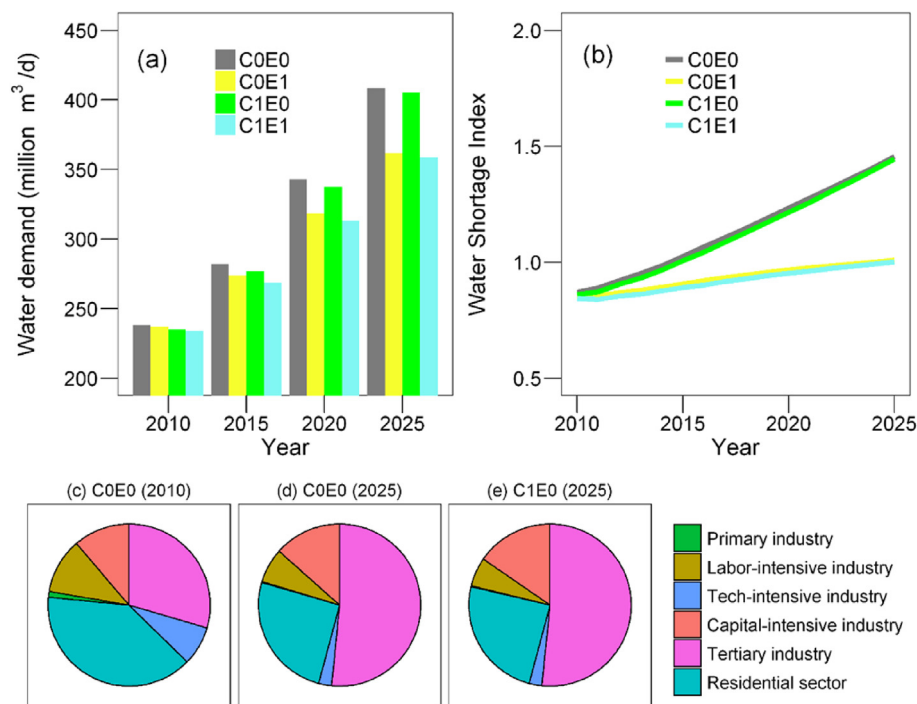 (a)
C0E0
C0E1
C1E0
C1E1
450
400
350
300
250
200
Water demand (million m³/d)
2010 2015 2020 2025
Year
(b)
C0E0
C0E1
C1E0
C1E1
2.0
1.5
1.0
0.5
Water Shortage Index
2010 2015 2020 2025
Year
(c) C0E0 (2010)
(d) C0E0 (2025)
(e) C1E0 (2025)
Primary industry
Labor-intensive industry
Tech-intensive industry
Capital-intensive industry
Tertiary industry
Residential sector